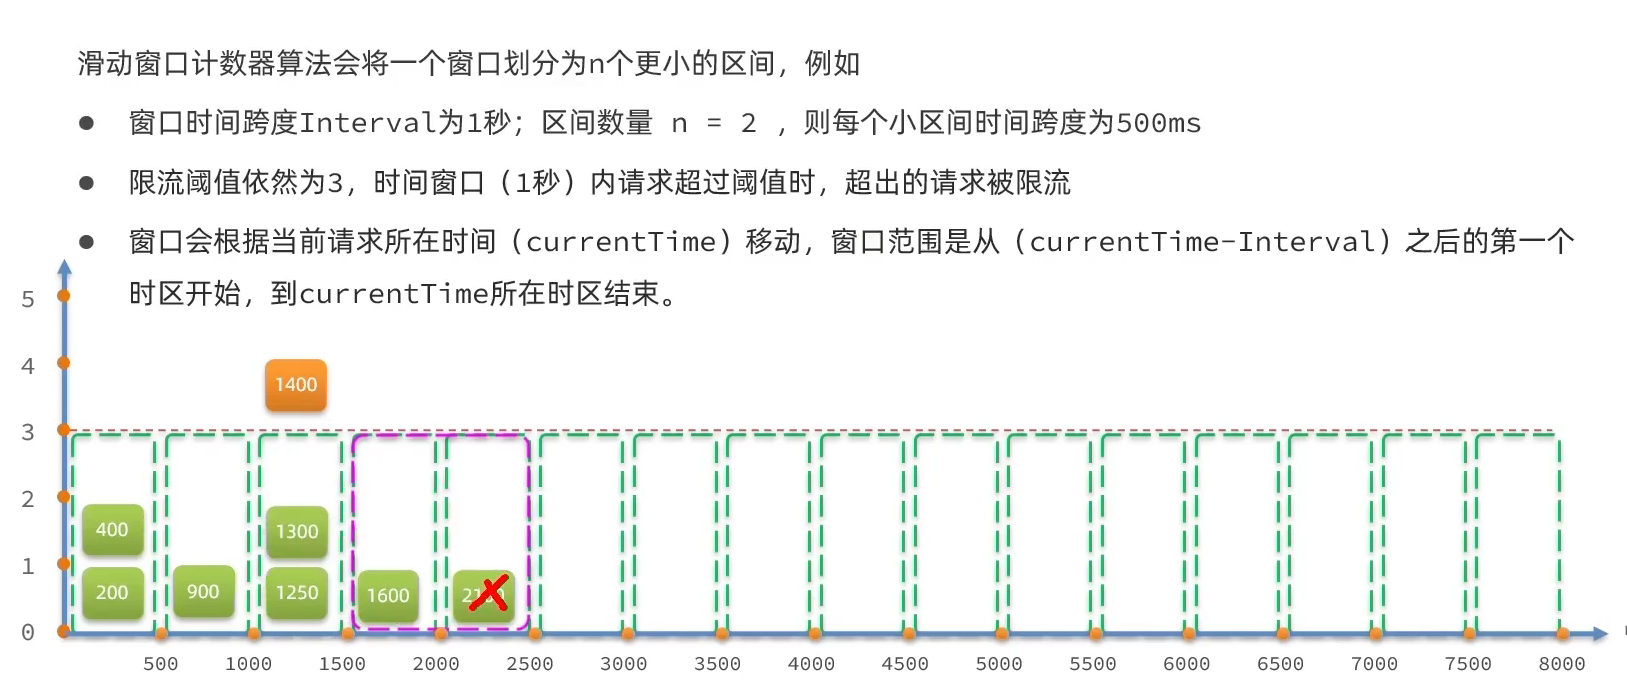 滑动窗口计数器算法会将一个窗口划分为n个更小的区间，例如
● 窗口时间跨度Interval为1秒；区间数量 n = 2 ，则每个小区间时间跨度为500ms
● 限流阈值依然为3，时间窗口（1秒）内请求超过阈值时，超出的请求被限流
● 窗口会根据当前请求所在时间（currentTime）移动，窗口范围是从（currentTime-Interval）之后的第一个
时区开始，到currentTime所在时区结束。
5
4
1400
3
2
400
1300
1
200
900
1250
1600
0
500 1000 1500 2000 2500 3000 3500 4000 4500 5000 5500 6000 6500 7000 7500 8000